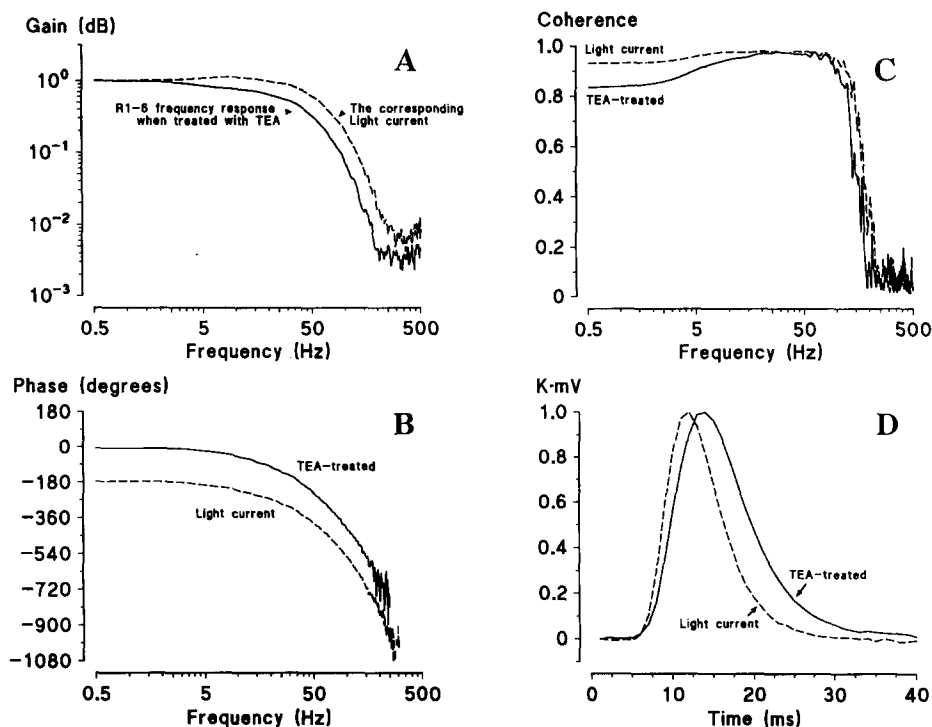 Gain (dB)
A
10⁰
10⁻¹
10⁻²
10⁻³
R1-6 frequency response
when treated with TEA
The corresponding
Light current
0.5 5 50 500
Frequency (Hz)
Coherence
C
1.0
0.8
0.6
0.4
0.2
0
Light current
TEA-treated
0.5 5 50 500
Frequency (Hz)
Phase (degrees)
B
180
0
-180
-360
-540
-720
-900
-1080
TEA-treated
Light current
0.5 5 50 500
Frequency (Hz)
K-mV
D
1.0
0.8
0.6
0.4
0.2
0
TEA-treated
Light current
0 10 20 30 40
Time (ms)